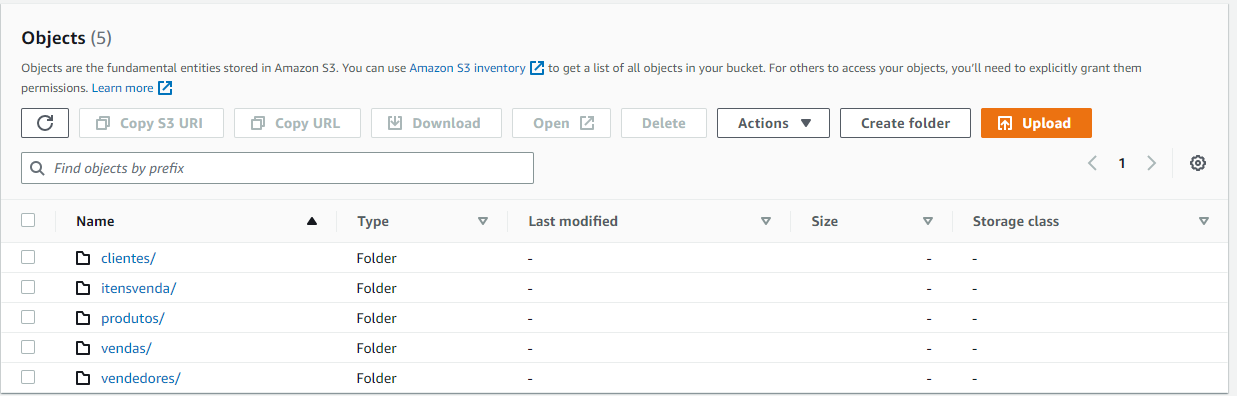 Objects (5)
Objects are the fundamental entities stored in Amazon S3. You can use Amazon S3 inventory to get a list of all objects in your bucket. For others to access your objects, you'll need to explicitly grant them
permissions. Learn more
Copy S3 URI Copy URL Download Open Delete Actions Create folder Upload
Find objects by prefix 1
Name Type Last modified Size Storage class
clientes/ Folder - - -
itensvenda/ Folder - - -
produtos/ Folder - - -
vendas/ Folder - - -
vendedores/ Folder - - -